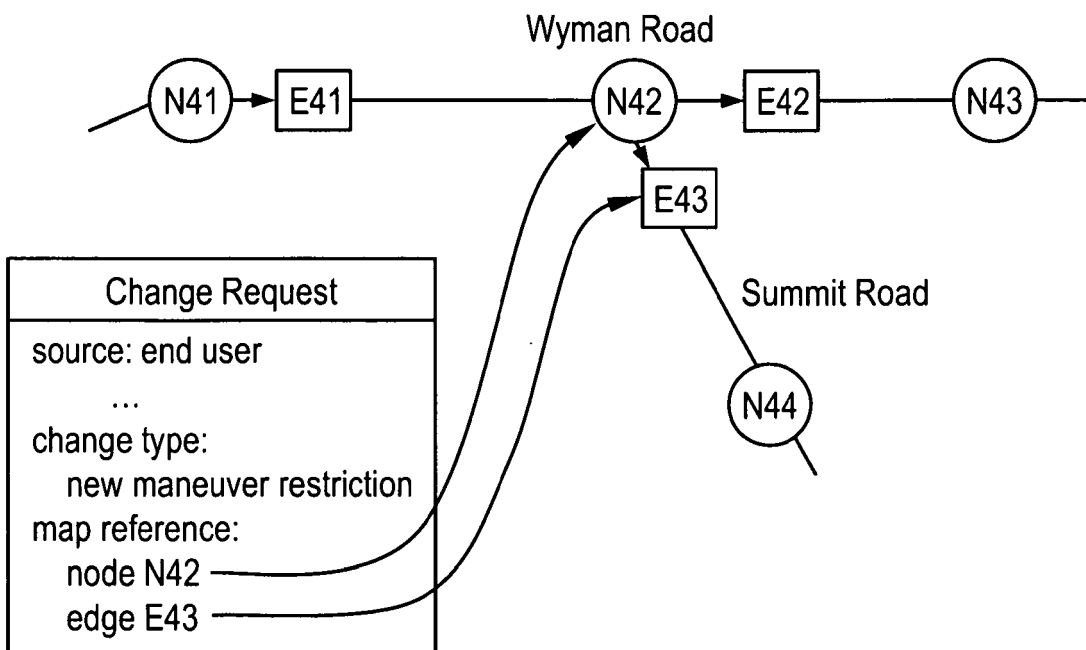 Wyman Road
N41
E41
N42
E42
N43
E43
Summit Road
N44
Change Request
source: end user
...
change type:
new maneuver restriction
map reference:
node N42
edge E43